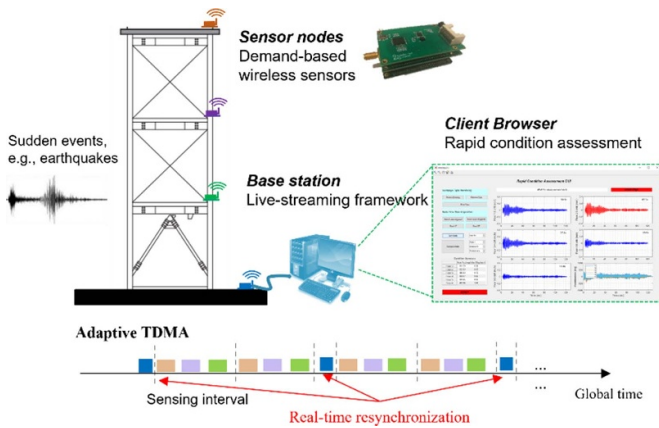 Sensor nodes
Demand-based
wireless sensors
Client Browser
Rapid condition assessment
Sudden events,
e.g., earthquakes
Base station
Live-streaming framework
Rapid Condition Assessment GUI
Adaptive TDMA
...
...
Sensing interval
Global time
Real-time resynchronization